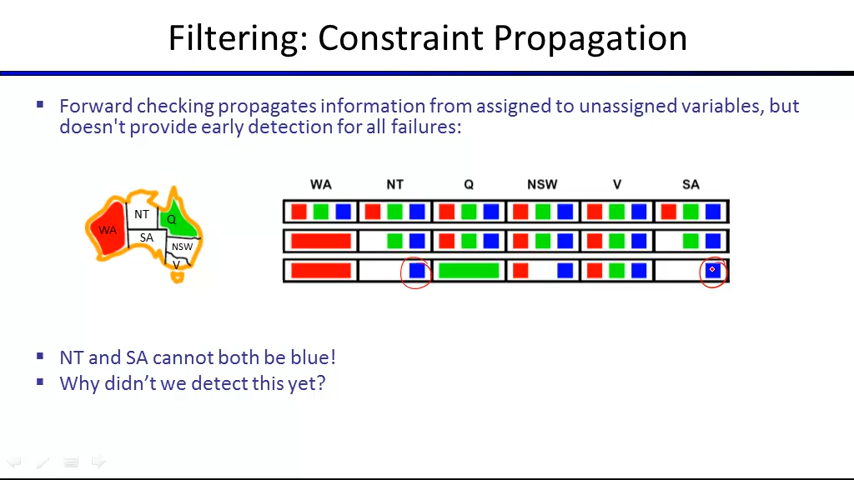 Filtering: Constraint Propagation
Forward checking propagates information from assigned to unassigned variables, but
doesn't provide early detection for all failures:
WA NT Q NSW V SA
NT
Q
WA
SA
NSW
V
NT and SA cannot both be blue!
Why didn't we detect this yet?